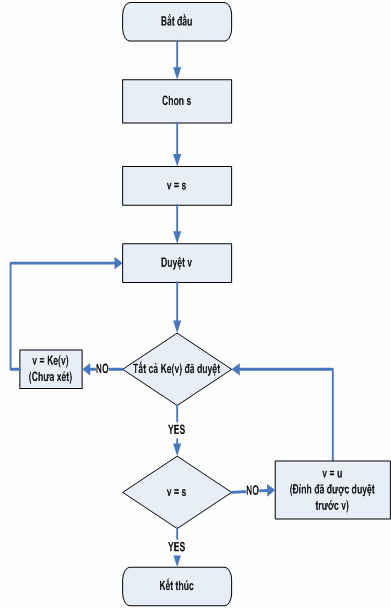 Bắt đầu
Chon s
v = s
Duyệt v
v = Ke(v)
(Chưa xét)
NO
Tất cả Ke(v) đã duyệt
YES
v = s
NO
v = u
(Đỉnh đã được duyệt
trước v)
YES
Kết thúc